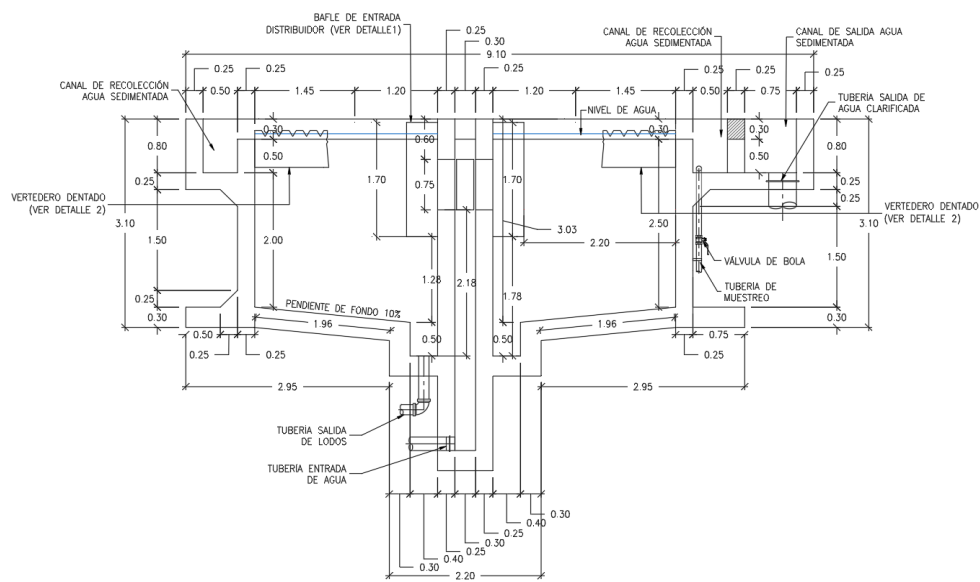 BAFLE DE ENTRADA
DISTRIBUIDOR (VER DETALLE1)
0.25
0.30
CANAL DE RECOLECCIÓN
AGUA SEDIMENTADA
CANAL DE SALIDA AGUA
SEDIMENTADA
9.10
0.25
0.25
0.25
0.25
0.25
0.25
CANAL DE RECOLECCIÓN
AGUA SEDIMENTADA
0.50
1.45
1.20
1.20
1.45
0.50
0.75
TUBERÍA SALIDA DE
AGUA CLARIFICADA
NIVEL DE AGUA
0.30
0.60
0.30
0.30
0.80
0.50
0.50
0.80
0.25
1.70
0.75
1.70
0.25
0.25
VERTEDERO DENTADO
(VER DETALLE 2)
VERTEDERO DENTADO
(VER DETALLE 2)
3.10
1.50
2.00
3.03
2.50
3.10
2.20
VÁLVULA DE BOLA
1.50
1.28
2.18
1.78
TUBERÍA DE
MUESTREO
0.25
0.30
PENDIENTE DE FONDO 10%
1.96
1.96
0.30
0.50
0.50
0.50
0.75
0.25
0.25
0.25
2.95
2.95
TUBERÍA SALIDA
DE LODOS
TUBERÍA ENTRADA
DE AGUA
0.30
0.40
0.25
0.30
0.25
0.40
0.30
0.30
2.20